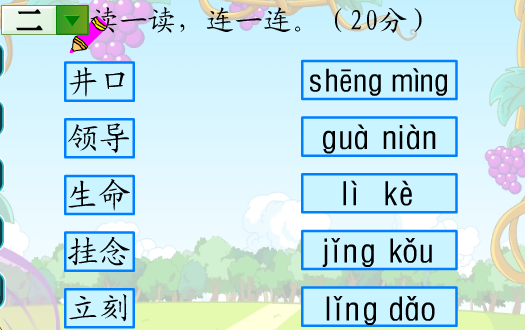 二 读一读，连一连。（20分）
井口 shēng mìng
领导 guà niàn
生命 lì kè
挂念 jǐng kǒu
立刻 lǐng dǎo